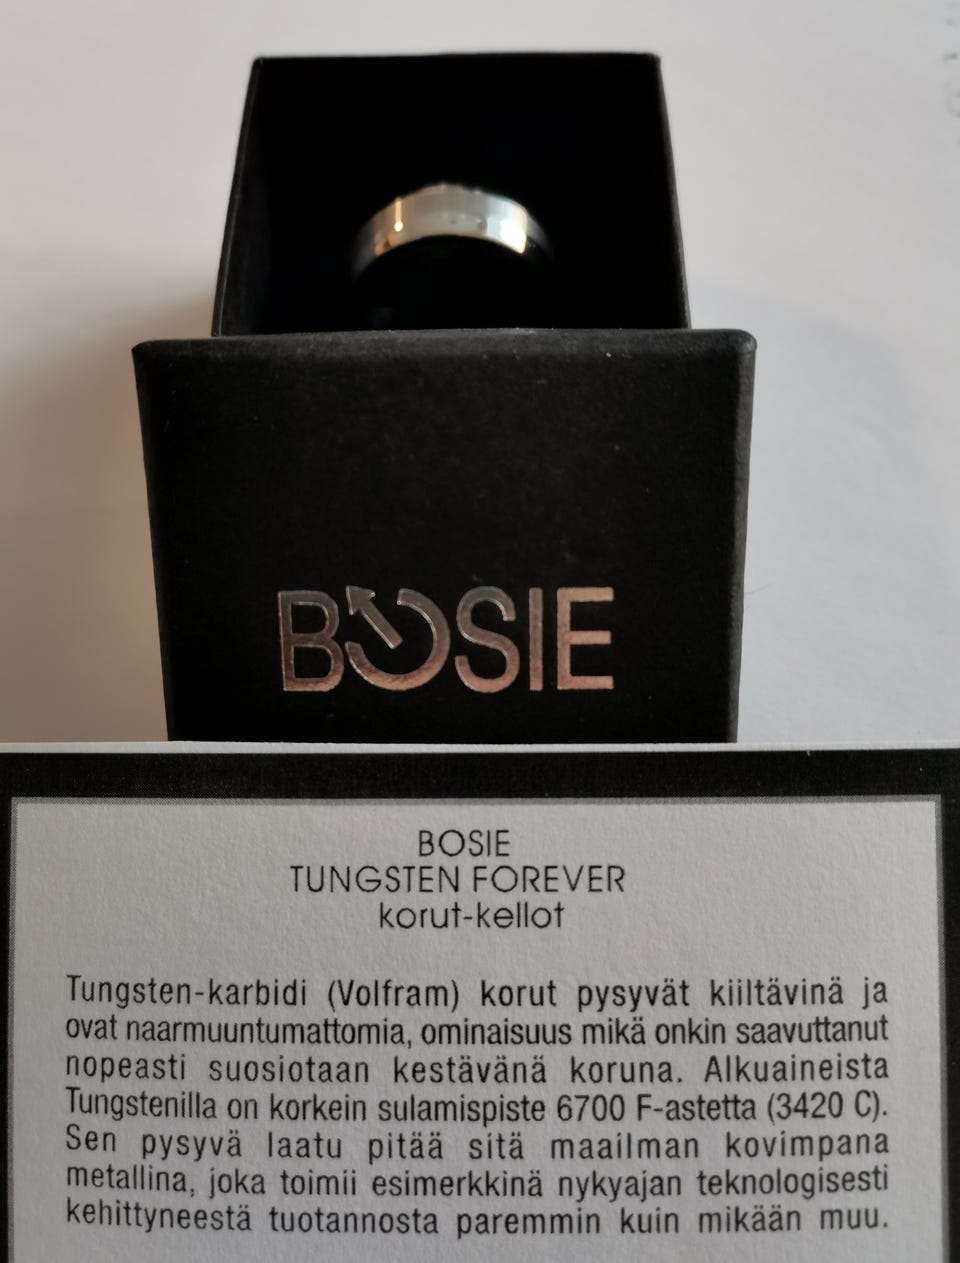 BOSIE
BOSIE
TUNGSTEN FOREVER
korut-kellot
Tungsten-karbidi (Volfram) korut pysyvät kiiltävinä ja
ovat naarmuuntumattomia, ominaisuus mikä onkin saavuttanut
nopeasti suosiotaan kestävänä koruna. Alkuaineista
Tungstenilla on korkein sulamispiste 6700 F-astetta (3420 C).
Sen pysyvä laatu pitää sitä maailman kovimpana
metallina, joka toimii esimerkkinä nykyajan teknologisesti
kehittyneestä tuotannosta paremmin kuin mikään muu.